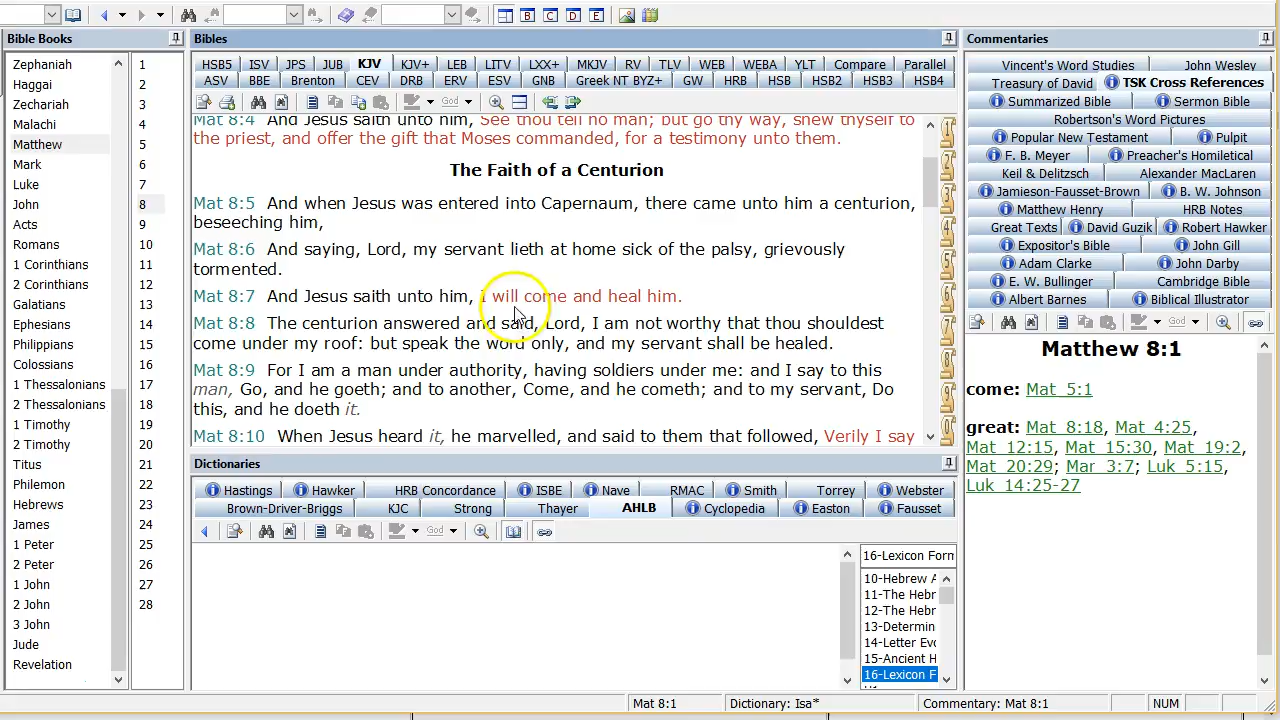 B C D E
Bible Books
Zephaniah
Haggai
Zechariah
Malachi
Matthew
Mark
Luke
John
Acts
Romans
1 Corinthians
2 Corinthians
Galatians
Ephesians
Philippians
Colossians
1 Thessalonians
2 Thessalonians
1 Timothy
2 Timothy
Titus
Philemon
Hebrews
James
1 Peter
2 Peter
1 John
2 John
3 John
Jude
Revelation
1
2
3
4
5
6
7
8
9
10
11
12
13
14
15
16
17
18
19
20
21
22
23
24
25
26
27
28
Bibles
HSB5 ISV JPS JUB KJV KJV+ LEB LITV LXX+ MKJV RV TLV WEB WEBA YLT Compare Parallel
ASV BBE Brenton CEV DRB ERV ESV GNB Greek NT BYZ+ GW HRB HSB HSB2 HSB3 HSB4
God
Mat 8:4 And Jesus saith unto him, See thou tell no man; but go thy way, shew thyself to
the priest, and offer the gift that Moses commanded, for a testimony unto them.
The Faith of a Centurion
Mat 8:5 And when Jesus was entered into Capernaum, there came unto him a centurion,
beseeching him,
Mat 8:6 And saying, Lord, my servant lieth at home sick of the palsy, grievously
tormented.
Mat 8:7 And Jesus saith unto him, I will come and heal him.
Mat 8:8 The centurion answered and said, Lord, I am not worthy that thou shouldest
come under my roof: but speak the word only, and my servant shall be healed.
Mat 8:9 For I am a man under authority, having soldiers under me: and I say to this
man, Go, and he goeth; and to another, Come, and he cometh; and to my servant, Do
this, and he doeth it.
Mat 8:10 When Jesus heard it, he marvelled, and said to them that followed, Verily I say
1
2
3
4
5
6
7
8
9
0
Dictionaries
Hastings Hawker HRB Concordance ISBE Nave RMAC Smith Torrey Webster
Brown-Driver-Briggs KJC Strong Thayer AHLB Cyclopedia Easton Fausset
God
16-Lexicon Form
10-Hebrew A
11-The Hebr
12-The Hebr
13-Determin
14-Letter Evo
15-Ancient H
16-Lexicon F
Commentaries
Vincent's Word Studies John Wesley
Treasury of David TSK Cross References
Summarized Bible Sermon Bible
Robertson's Word Pictures
Popular New Testament Pulpit
F. B. Meyer Preacher's Homiletical
Keil & Delitzsch Alexander MacLaren
Jamieson-Fausset-Brown B. W. Johnson
Matthew Henry HRB Notes
Great Texts David Guzik Robert Hawker
Expositor's Bible John Gill
Adam Clarke John Darby
E. W. Bullinger Cambridge Bible
Albert Barnes Biblical Illustrator
God
Matthew 8:1
come: Mat 5:1
great: Mat 8:18, Mat 4:25,
Mat 12:15, Mat 15:30, Mat 19:2,
Mat 20:29; Mar 3:7; Luk 5:15,
Luk 14:25-27
Mat 8:1 Dictionary: Isa* Commentary: Mat 8:1 NUM